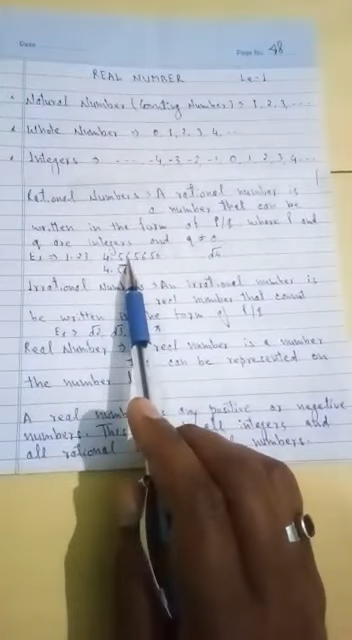 Date
Page No. 48
REAL NUMBER Le-1
Natural Number (Counting Number) → 1, 2, 3, ...
Whole Number → 0, 1, 2, 3, 4...
Integers → .... -4, -3 -2, -1, 0, 1, 2, 3, 4...
Rational Numbers → A rational number is
a number that can be
written in the form of P/q where P and
q are integers and q ≠ 0
Ex → 1.23 4.565656
√4
4.
Irrational An irrational number is
real number that cannot
be written the form of P/q
Ex → √2, π
Real Number real number is a number
can be represented on
the number
A real any positive or negative
numbers. all integers and
all rational numbers.